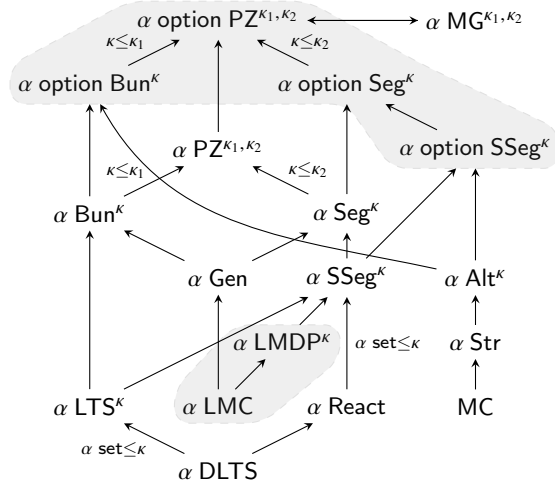 α option PZ^{κ₁,κ₂} α MG^{κ₁,κ₂}
κ≤κ₁ κ≤κ₂
α option Bun^κ α option Seg^κ
α PZ^{κ₁,κ₂} α option SSeg^κ
κ≤κ₁ κ≤κ₂
α Bun^κ α Seg^κ
α Gen α SSeg^κ α Alt^κ
α LMDP^κ α set≤κ α Str
α LTS^κ α LMC α React MC
α set≤κ
α DLTS